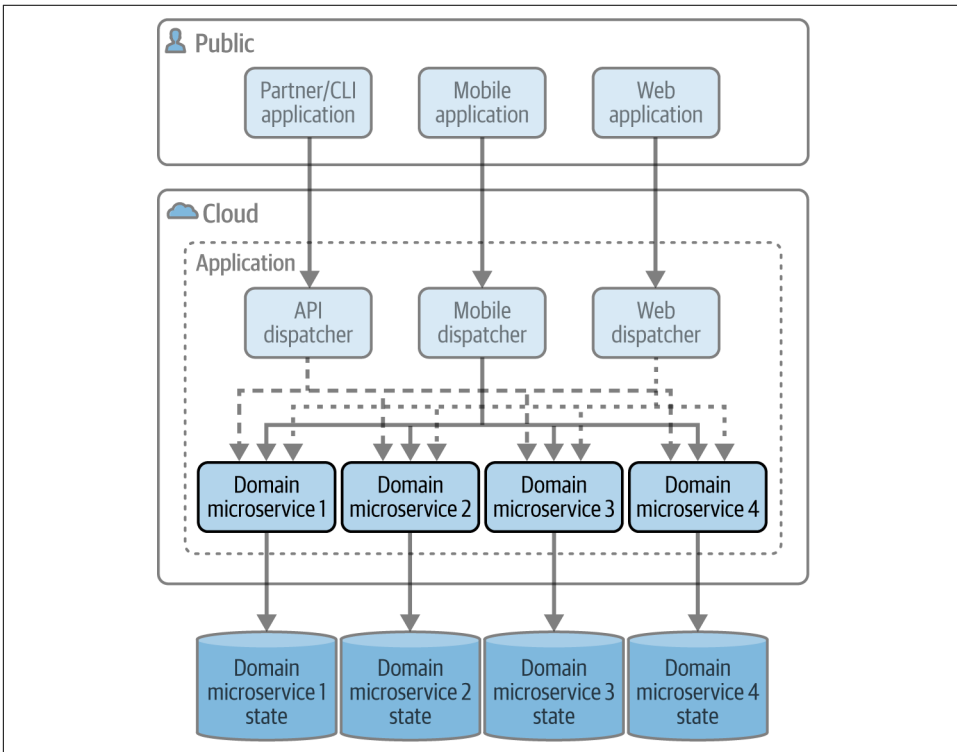 Public
Partner/CLI
application
Mobile
application
Web
application
Cloud
Application
API
dispatcher
Mobile
dispatcher
Web
dispatcher
Domain
microservice 1
Domain
microservice 2
Domain
microservice 3
Domain
microservice 4
Domain
microservice 1
state
Domain
microservice 2
state
Domain
microservice 3
state
Domain
microservice 4
state